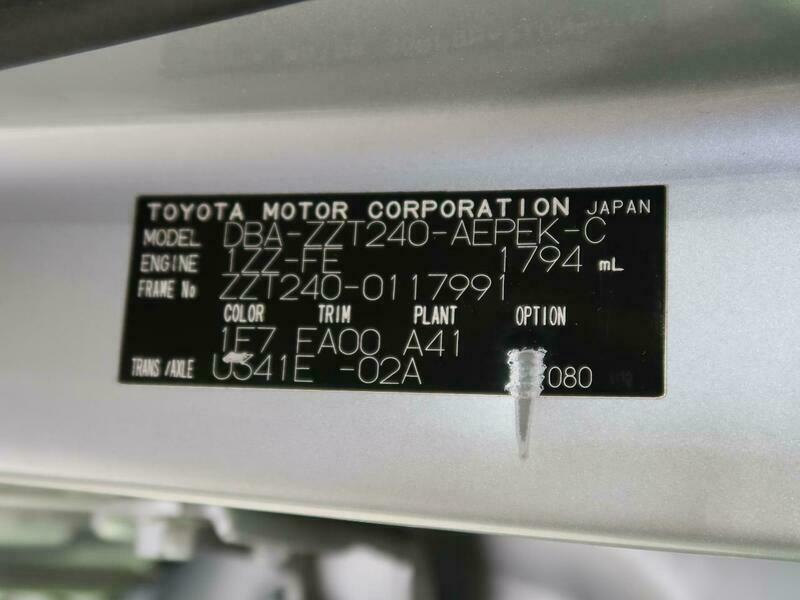 TOYOTA MOTOR CORPORATION JAPAN
MODEL DBA-ZZT240-AEPEK-C
ENGINE 1ZZ-FE 1794 mL
FRAME No ZZT240-0117991
COLOR TRIM PLANT OPTION
1F7 FA00 A41
TRANS/AXLE U341E -02A 7080